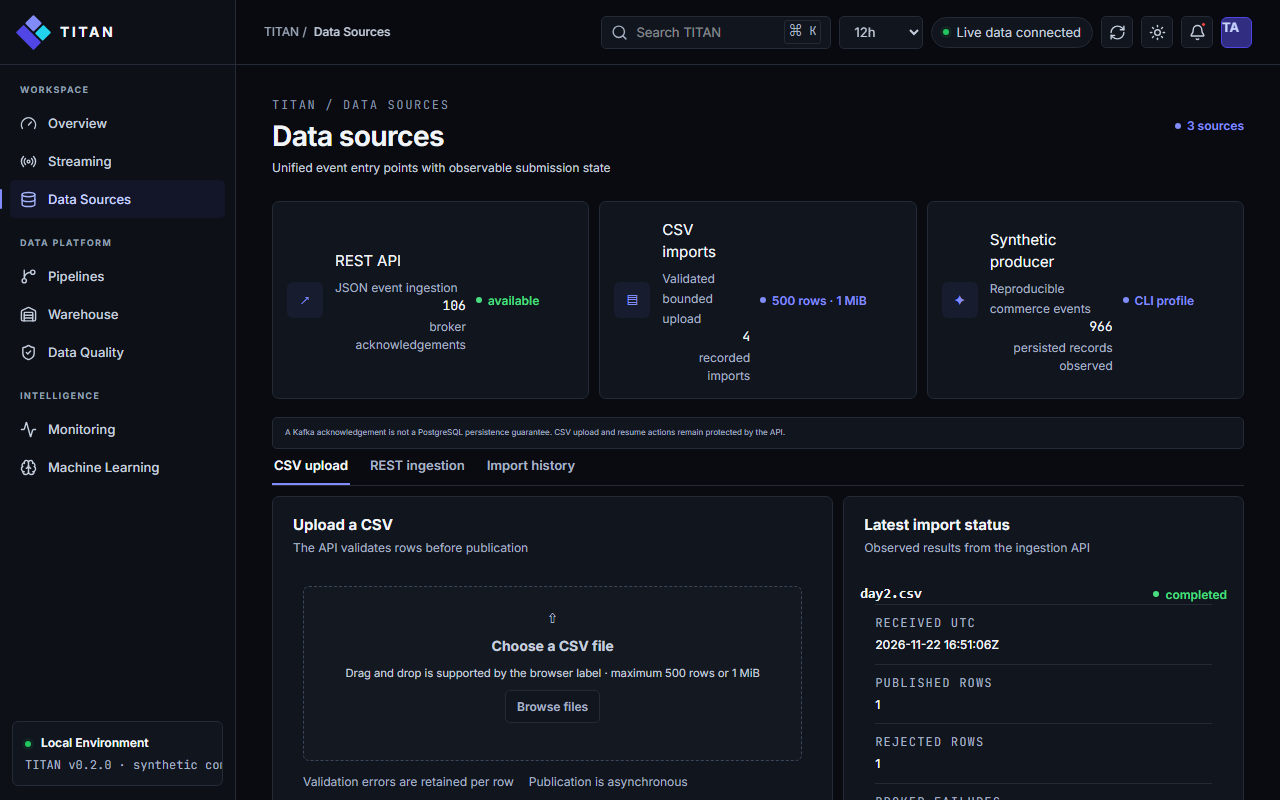 TITAN
WORKSPACE
Overview
Streaming
Data Sources
DATA PLATFORM
Pipelines
Warehouse
Data Quality
INTELLIGENCE
Monitoring
Machine Learning
Local Environment
TITAN v0.2.0 · synthetic
TITAN / Data Sources
Search TITAN ⌘ K
12h
Live data connected
TA
TITAN / DATA SOURCES
Data sources
Unified event entry points with observable submission state
3 sources
REST API
JSON event ingestion
106
broker
acknowledgements
available
CSV
imports
Validated
bounded
upload
4
recorded
imports
500 rows · 1 MiB
Synthetic
producer
Reproducible
commerce events
966
persisted records
observed
CLI profile
A Kafka acknowledgement is not a PostgreSQL persistence guarantee. CSV upload and resume actions remain protected by the API.
CSV upload REST ingestion Import history
Upload a CSV
The API validates rows before publication
Choose a CSV file
Drag and drop is supported by the browser label · maximum 500 rows or 1 MiB
Browse files
Validation errors are retained per row Publication is asynchronous
Latest import status
Observed results from the ingestion API
day2.csv completed
RECEIVED UTC
2026-11-22 16:51:06Z
PUBLISHED ROWS
1
REJECTED ROWS
1
BROKER FAILURES